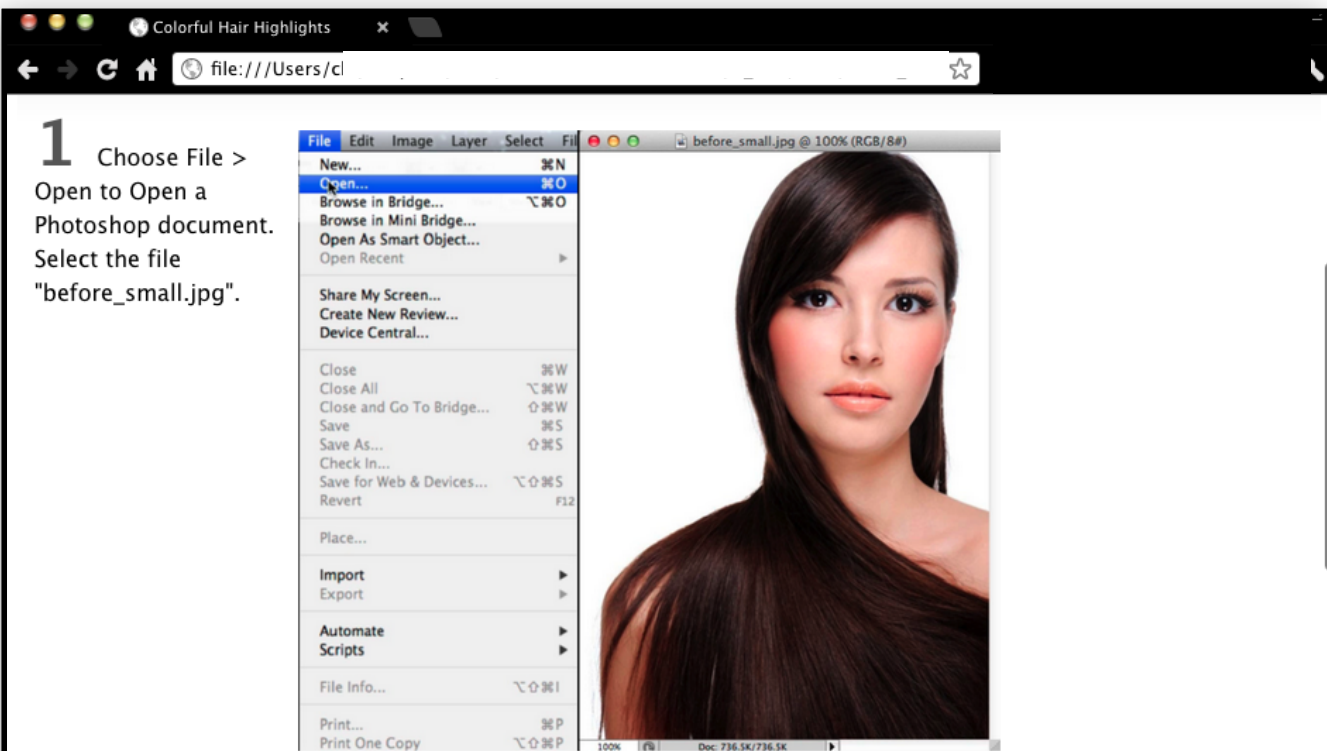 Colorful Hair Highlights
file:///Users/cl
1 Choose File >
Open to Open a
Photoshop document.
Select the file
"before_small.jpg".
File Edit Image Layer Select Fil
New... ⌘N
Open... ⌘O
Browse in Bridge... ⌥⌘O
Browse in Mini Bridge...
Open As Smart Object...
Open Recent
Share My Screen...
Create New Review...
Device Central...
Close ⌘W
Close All ⌥⌘W
Close and Go To Bridge... ⇧⌘W
Save ⌘S
Save As... ⇧⌘S
Check In...
Save for Web & Devices... ⌥⇧⌘S
Revert F12
Place...
Import
Export
Automate
Scripts
File Info... ⌥⇧⌘I
Print... ⌘P
Print One Copy ⌥⇧⌘P
before_small.jpg @ 100% (RGB/8#)
100% Doc: 736.5K/736.5K